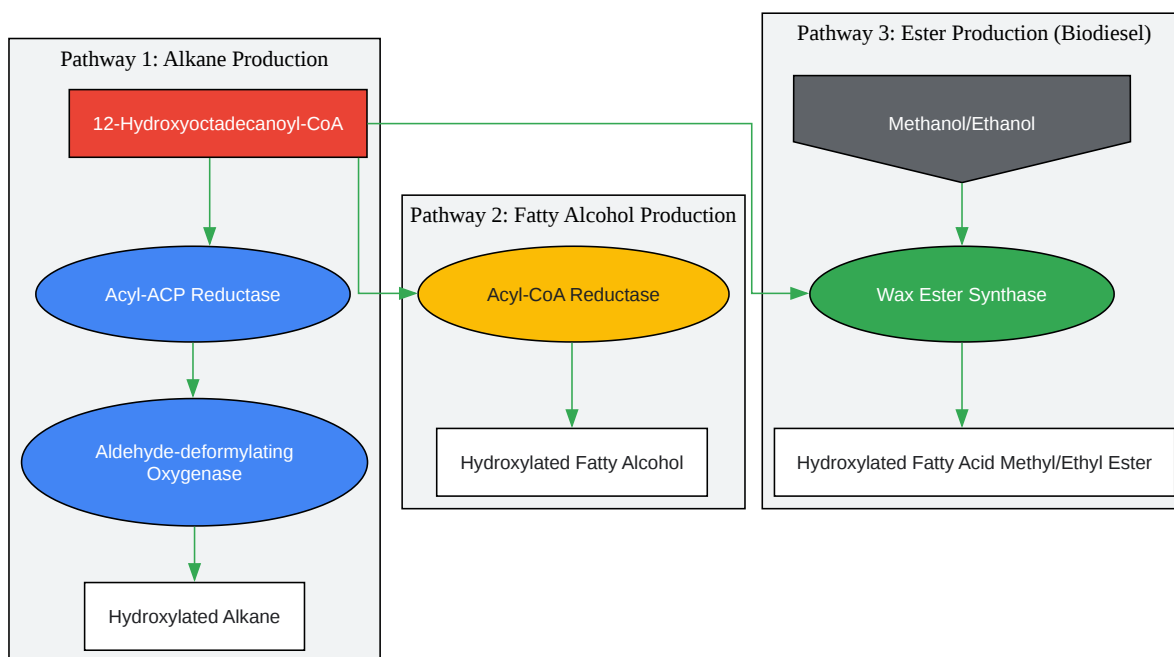 Pathway 1: Alkane Production
12-Hydroxyoctadecanoyl-CoA
Acyl-ACP Reductase
Aldehyde-deformylating
Oxygenase
Hydroxylated Alkane
Pathway 2: Fatty Alcohol Production
Acyl-CoA Reductase
Hydroxylated Fatty Alcohol
Pathway 3: Ester Production (Biodiesel)
Methanol/Ethanol
Wax Ester Synthase
Hydroxylated Fatty Acid Methyl/Ethyl Ester